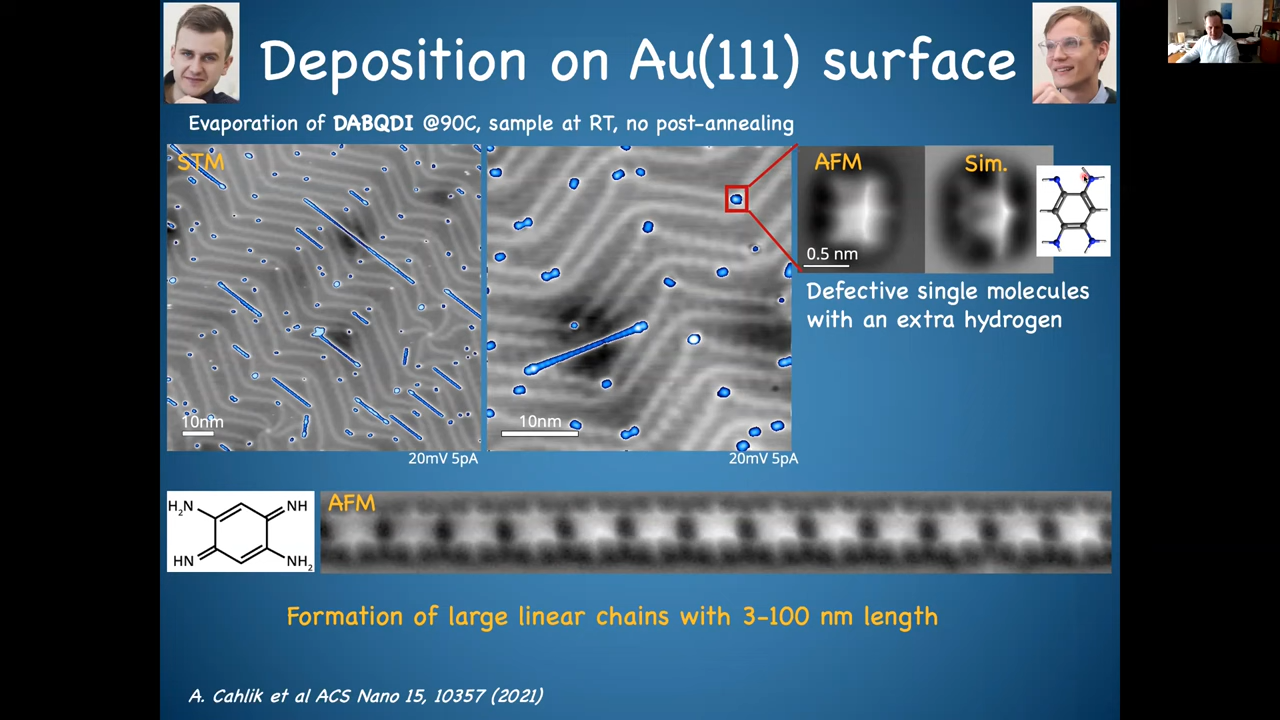 Deposition on Au(111) surface
Evaporation of DABQDI @90C, sample at RT, no post-annealing
STM
10nm
20mV 5pA
10nm
20mV 5pA
AFM
Sim.
0.5 nm
Defective single molecules
with an extra hydrogen
H₂N
NH
HN
NH₂
AFM
Formation of large linear chains with 3-100 nm length
A. Cahlik et al ACS Nano 15, 10357 (2021)